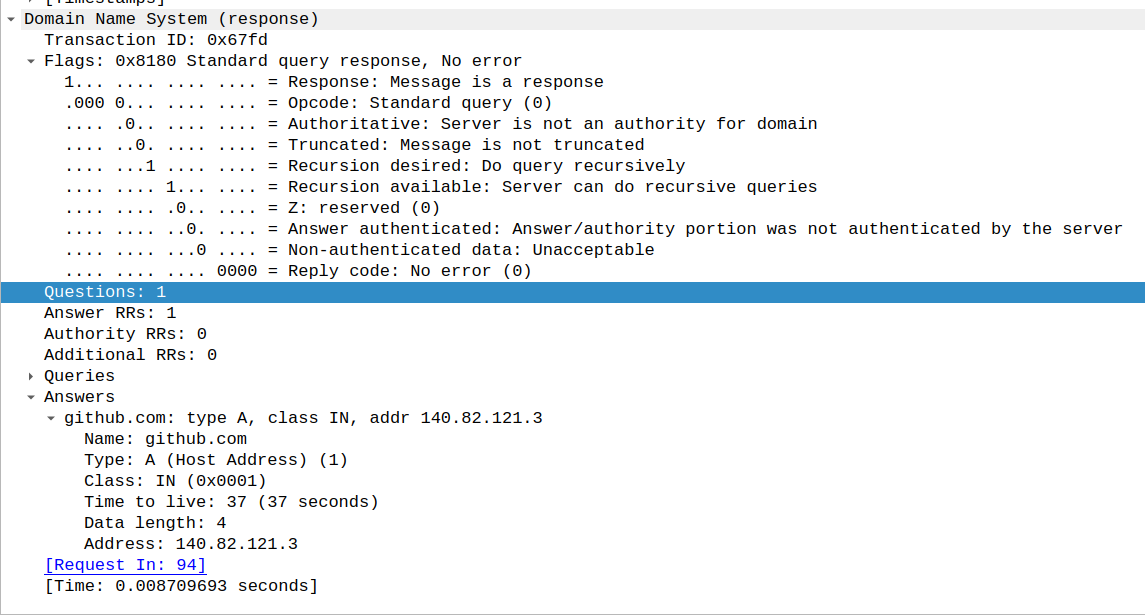 [Timestamps]
Domain Name System (response)
Transaction ID: 0x67fd
Flags: 0x8180 Standard query response, No error
1... .... .... .... = Response: Message is a response
.000 0... .... .... = Opcode: Standard query (0)
.... .0.. .... .... = Authoritative: Server is not an authority for domain
.... ..0. .... .... = Truncated: Message is not truncated
.... ...1 .... .... = Recursion desired: Do query recursively
.... .... 1... .... = Recursion available: Server can do recursive queries
.... .... .0.. .... = Z: reserved (0)
.... .... ..0. .... = Answer authenticated: Answer/authority portion was not authenticated by the server
.... .... ...0 .... = Non-authenticated data: Unacceptable
.... .... .... 0000 = Reply code: No error (0)
Questions: 1
Answer RRs: 1
Authority RRs: 0
Additional RRs: 0
Queries
Answers
github.com: type A, class IN, addr 140.82.121.3
Name: github.com
Type: A (Host Address) (1)
Class: IN (0x0001)
Time to live: 37 (37 seconds)
Data length: 4
Address: 140.82.121.3
[Request In: 94]
[Time: 0.008709693 seconds]